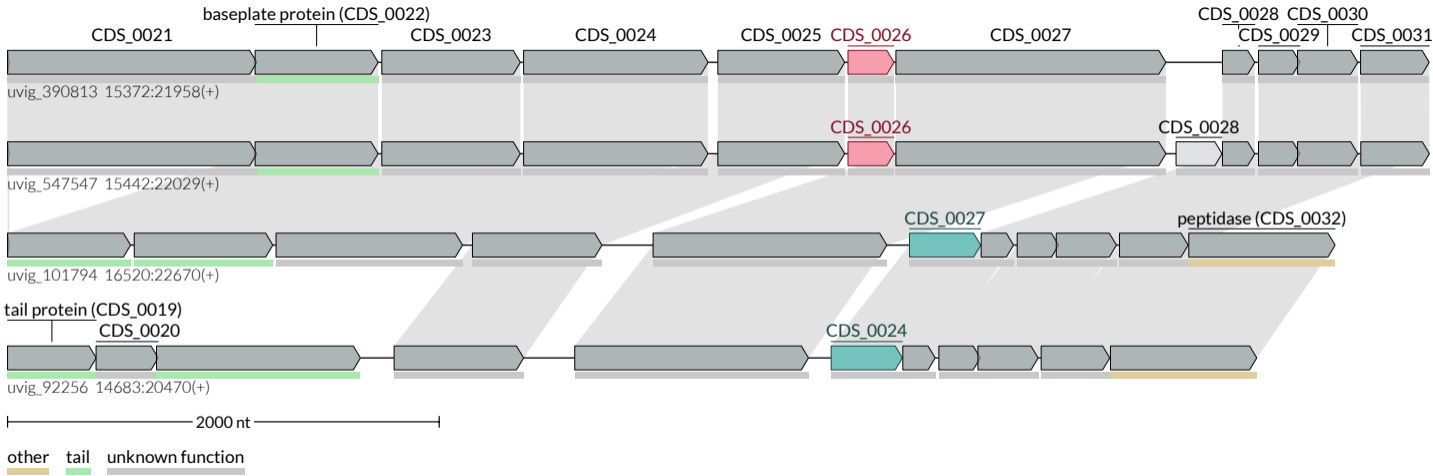 baseplate protein (CDS_0022)
CDS_0028 CDS_0030
CDS_0021 CDS_0023 CDS_0024 CDS_0025 CDS_0026 CDS_0027 CDS_0029 CDS_0031
uvig_390813 15372:21958(+)
CDS_0026 CDS_0028
uvig_547547 15442:22029(+)
CDS_0027 peptidase (CDS_0032)
uvig_101794 16520:22670(+)
tail protein (CDS_0019)
CDS_0020 CDS_0024
uvig_92256 14683:20470(+)
2000 nt
other tail unknown function